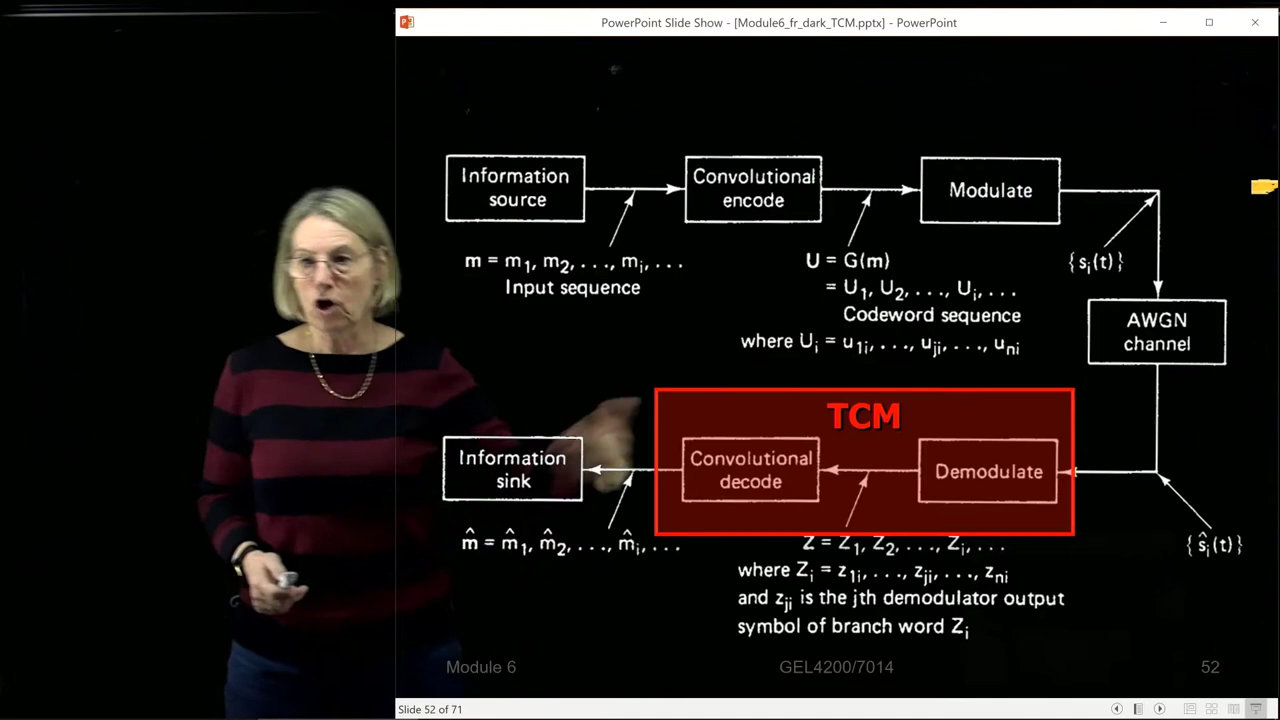 PowerPoint Slide Show - [Module6_fr_dark_TCM.pptx] - PowerPoint
Information source
Convolutional encode
Modulate
m = m₁, m₂, . . ., mᵢ, . . .
Input sequence
U = G(m)
= U₁, U₂, . . ., Uᵢ, . . .
Codeword sequence
where Uᵢ = u₁ᵢ, . . ., uⱼᵢ, . . ., uₙᵢ
{sᵢ(t)}
AWGN channel
TCM
Information sink
Convolutional decode
Demodulate
m̂ = m̂₁, m̂₂, . . ., m̂ᵢ, . . .
Z = Z₁, Z₂, . . ., Zᵢ, . . .
where Zᵢ = z₁ᵢ, . . ., zⱼᵢ, . . ., zₙᵢ
and zⱼᵢ is the jth demodulator output
symbol of branch word Zᵢ
{ŝᵢ(t)}
Module 6
GEL4200/7014
52
Slide 52 of 71